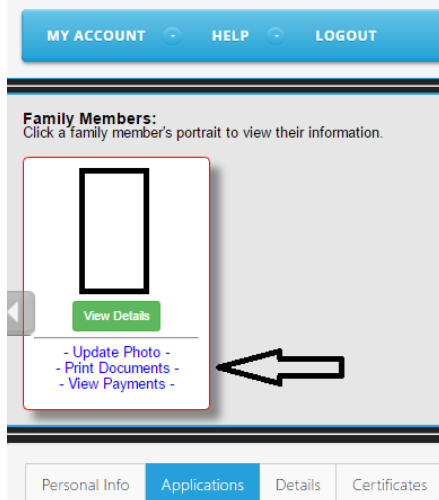 MY ACCOUNT HELP LOGOUT
Family Members:
Click a family member's portrait to view their information.
View Details
- Update Photo -
- Print Documents -
- View Payments -
Personal Info Applications Details Certificates